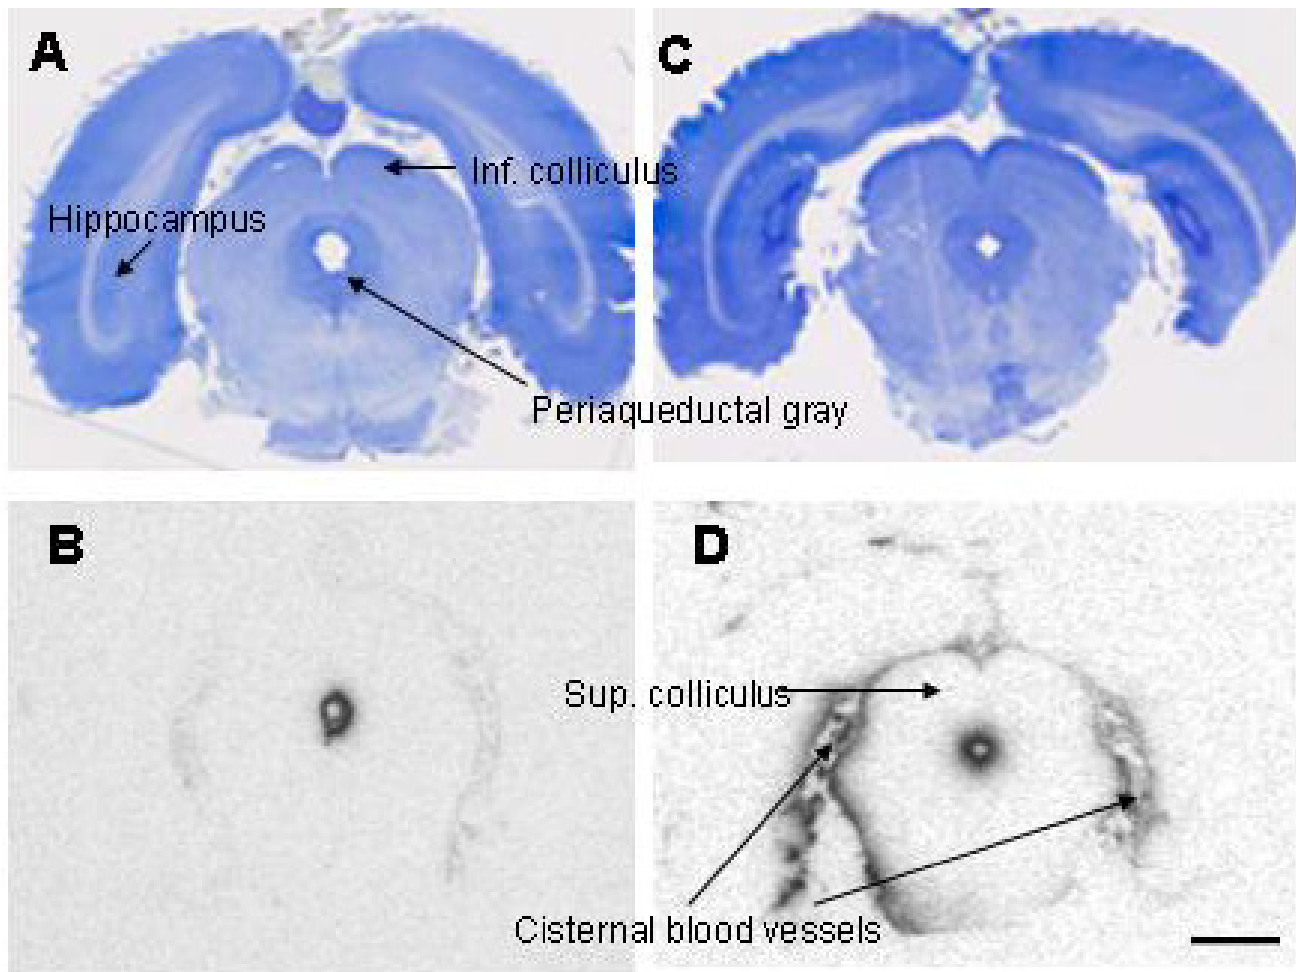 A
C
Inf. colliculus
Hippocampus
Periaqueductal gray
B
D
Sup. colliculus
Cisternal blood vessels